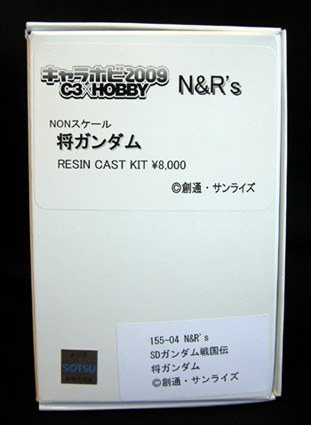 キャラホビ2009
C3×HOBBY
N&R's
NONスケール
将ガンダム
RESIN CAST KIT ¥8,000
©創通・サンライズ
155-04 N&R's
SDガンダム戦国伝
将ガンダム
©創通・サンライズ
SOTSU